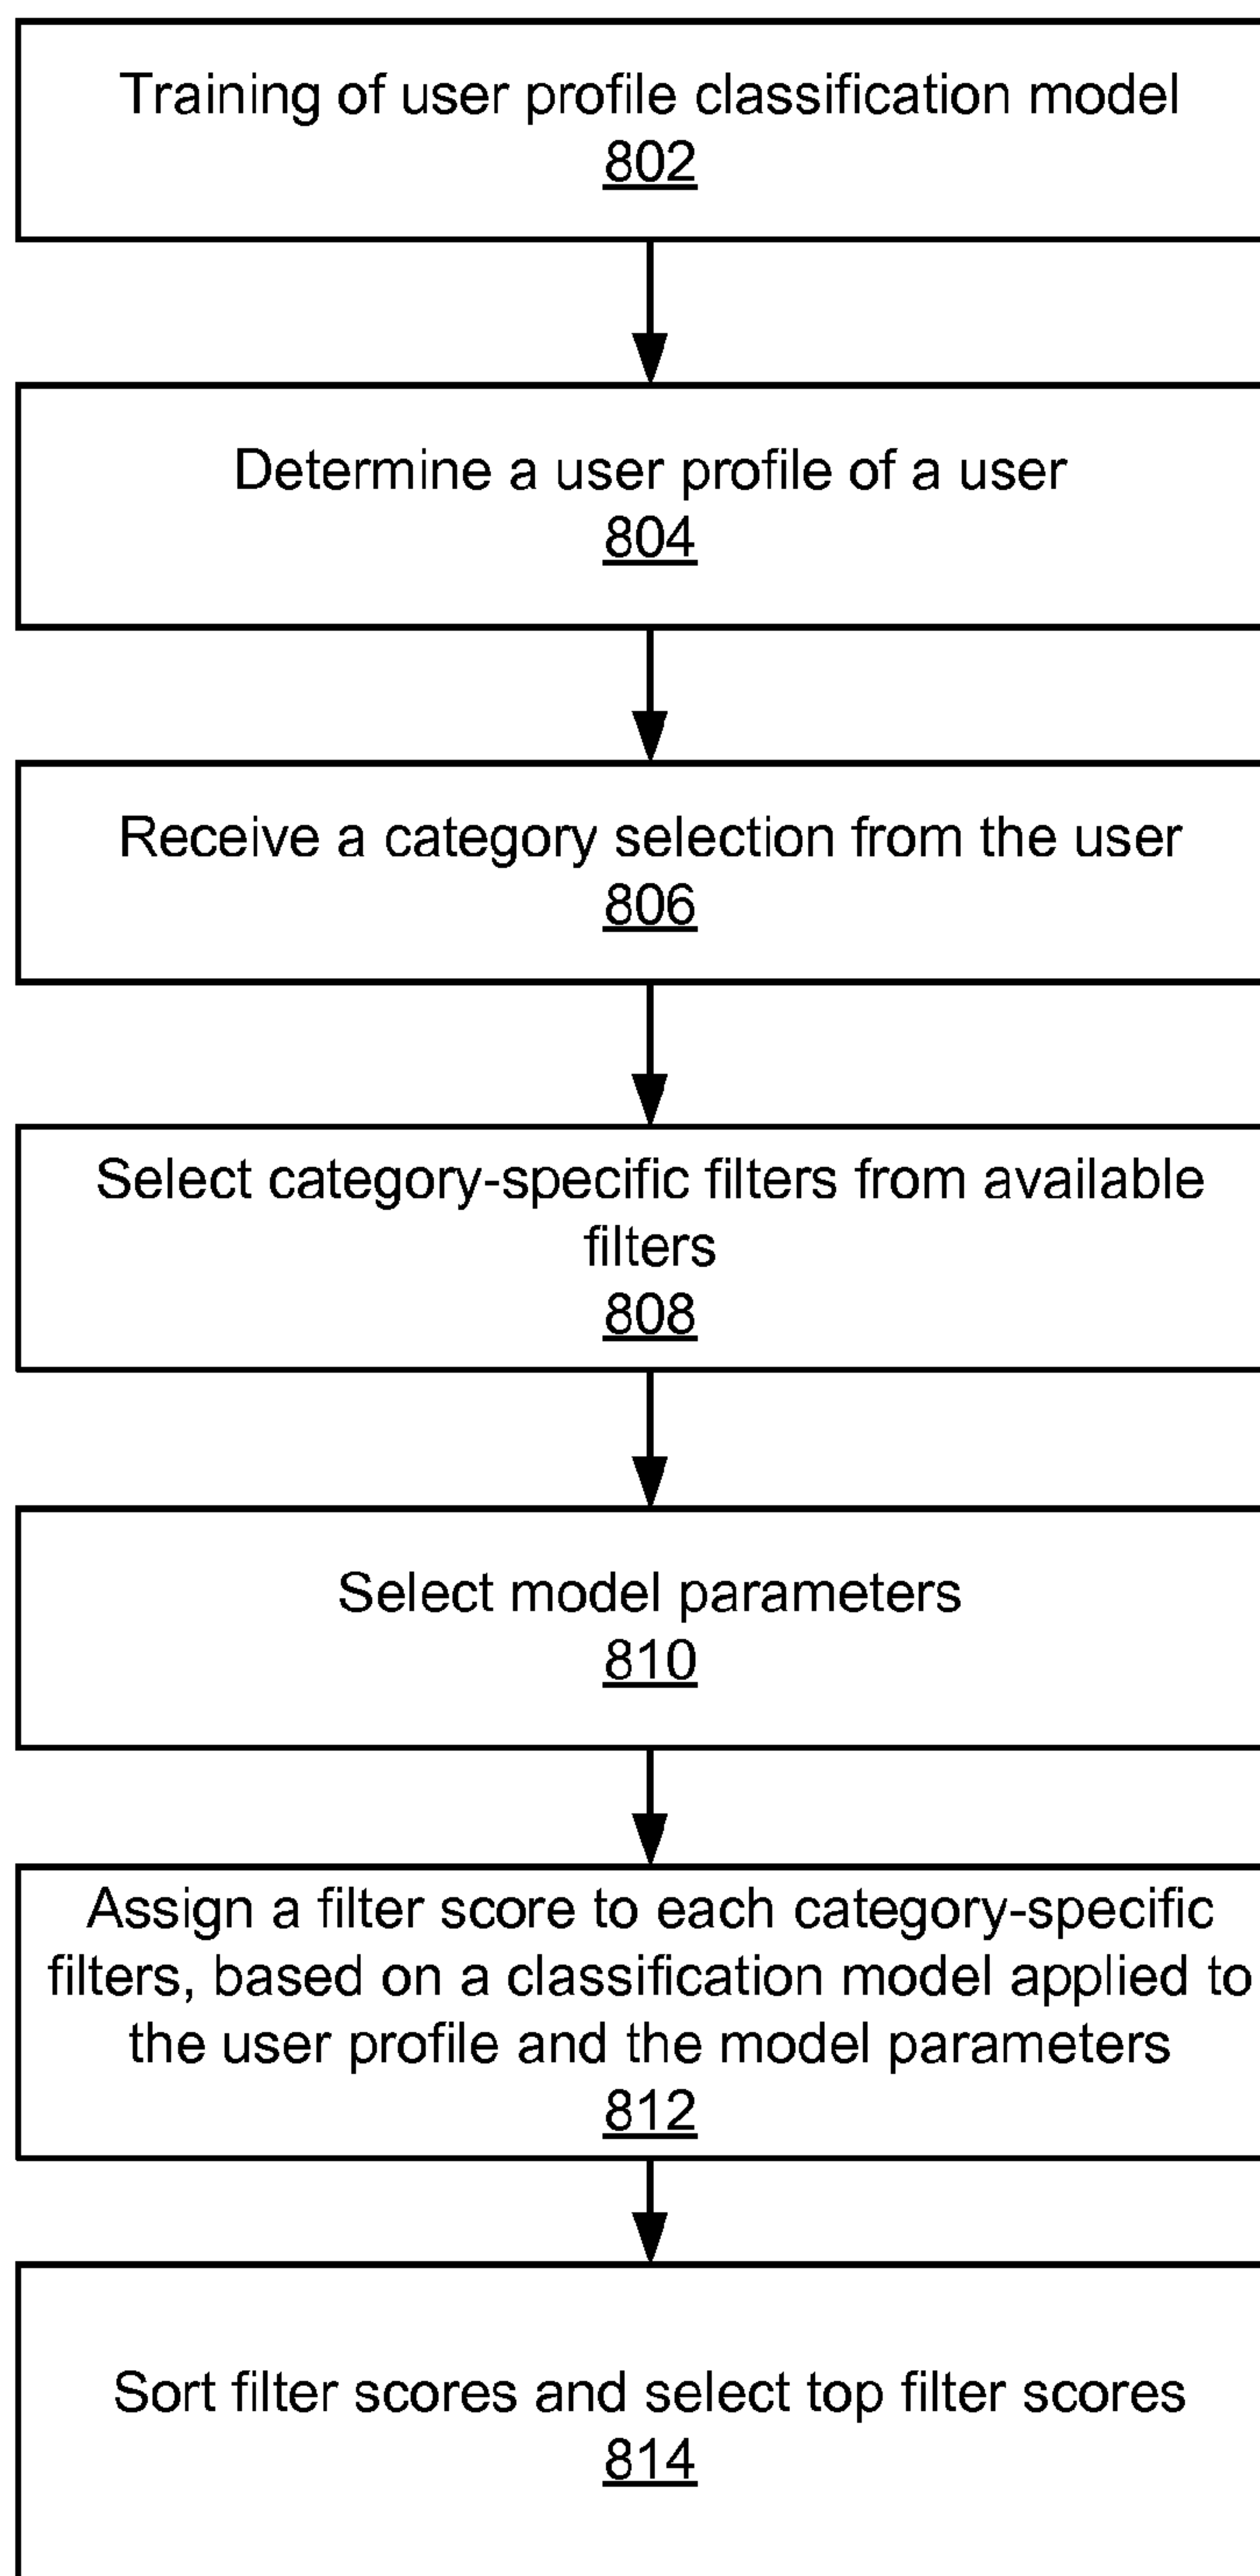 Training of user profile classification model
802
Determine a user profile of a user
804
Receive a category selection from the user
806
Select category-specific filters from available
filters
808
Select model parameters
810
Assign a filter score to each category-specific
filters, based on a classification model applied to
the user profile and the model parameters
812
Sort filter scores and select top filter scores
814